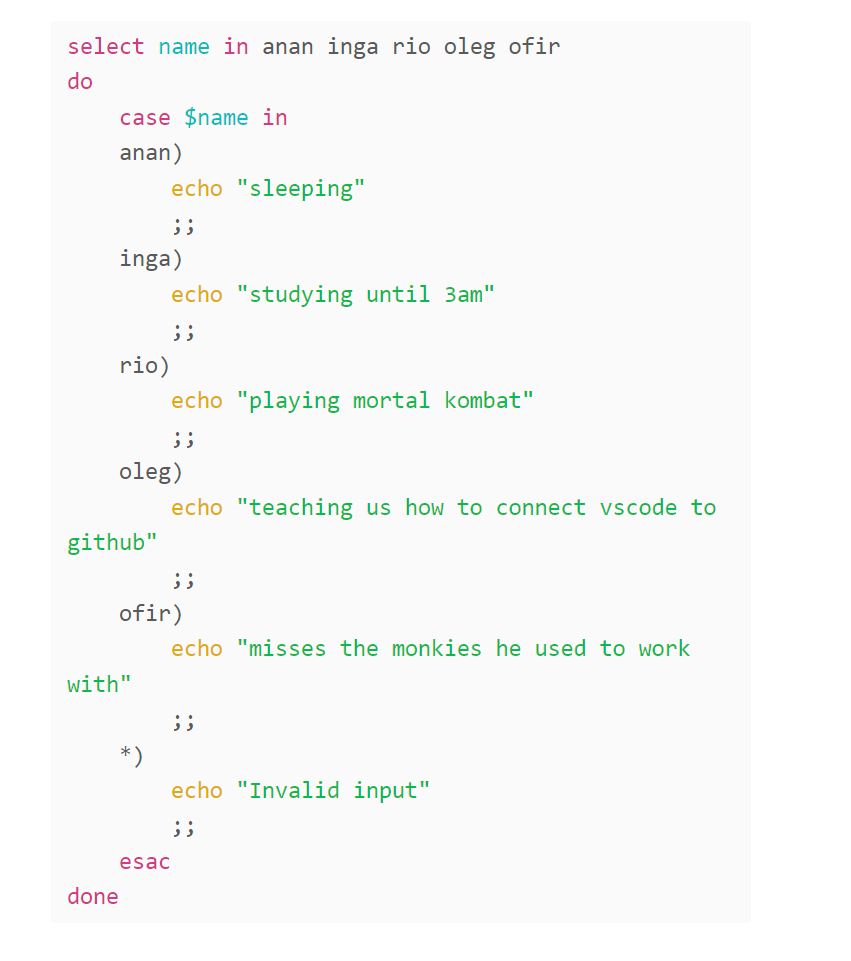 select name in anan inga rio oleg ofir
do
    case $name in
    anan)
        echo "sleeping"
        ;;
    inga)
        echo "studying until 3am"
        ;;
    rio)
        echo "playing mortal kombat"
        ;;
    oleg)
        echo "teaching us how to connect vscode to
github"
        ;;
    ofir)
        echo "misses the monkies he used to work
with"
        ;;
    *)
        echo "Invalid input"
        ;;
    esac
done